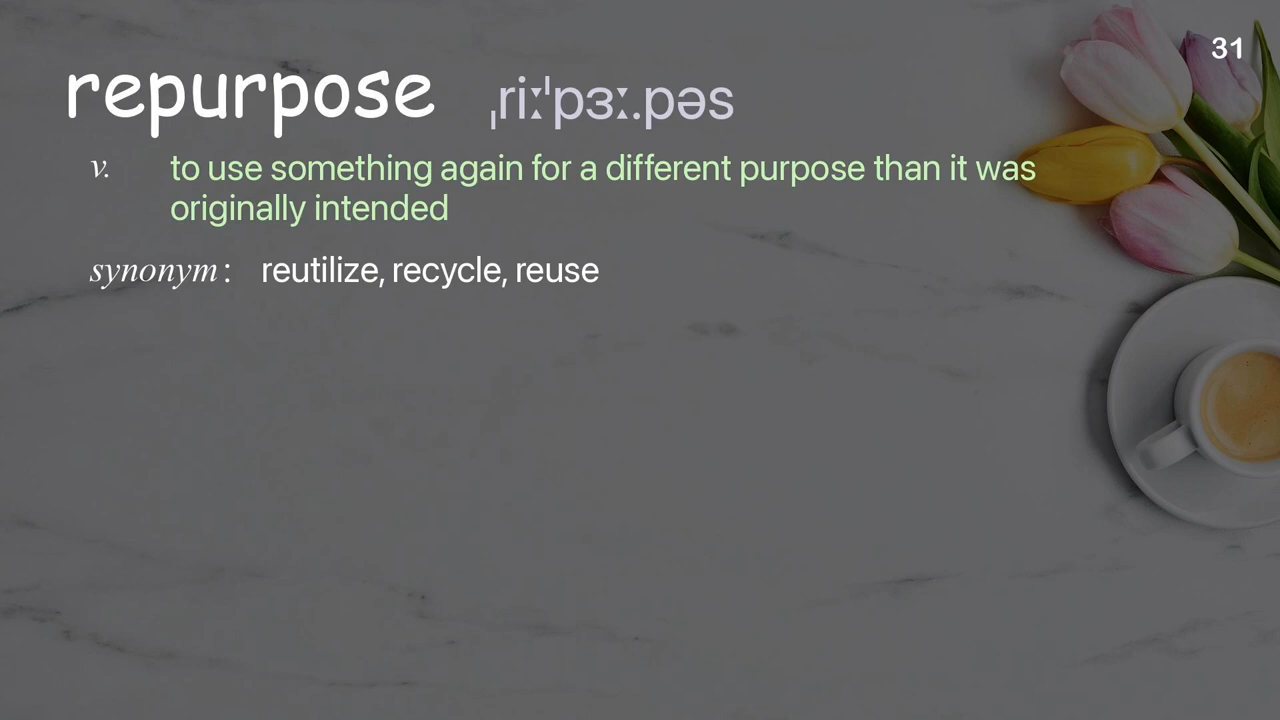 31
repurpose ˌriːˈpɜː.pəs
v. to use something again for a different purpose than it was
originally intended
synonym : reutilize, recycle, reuse